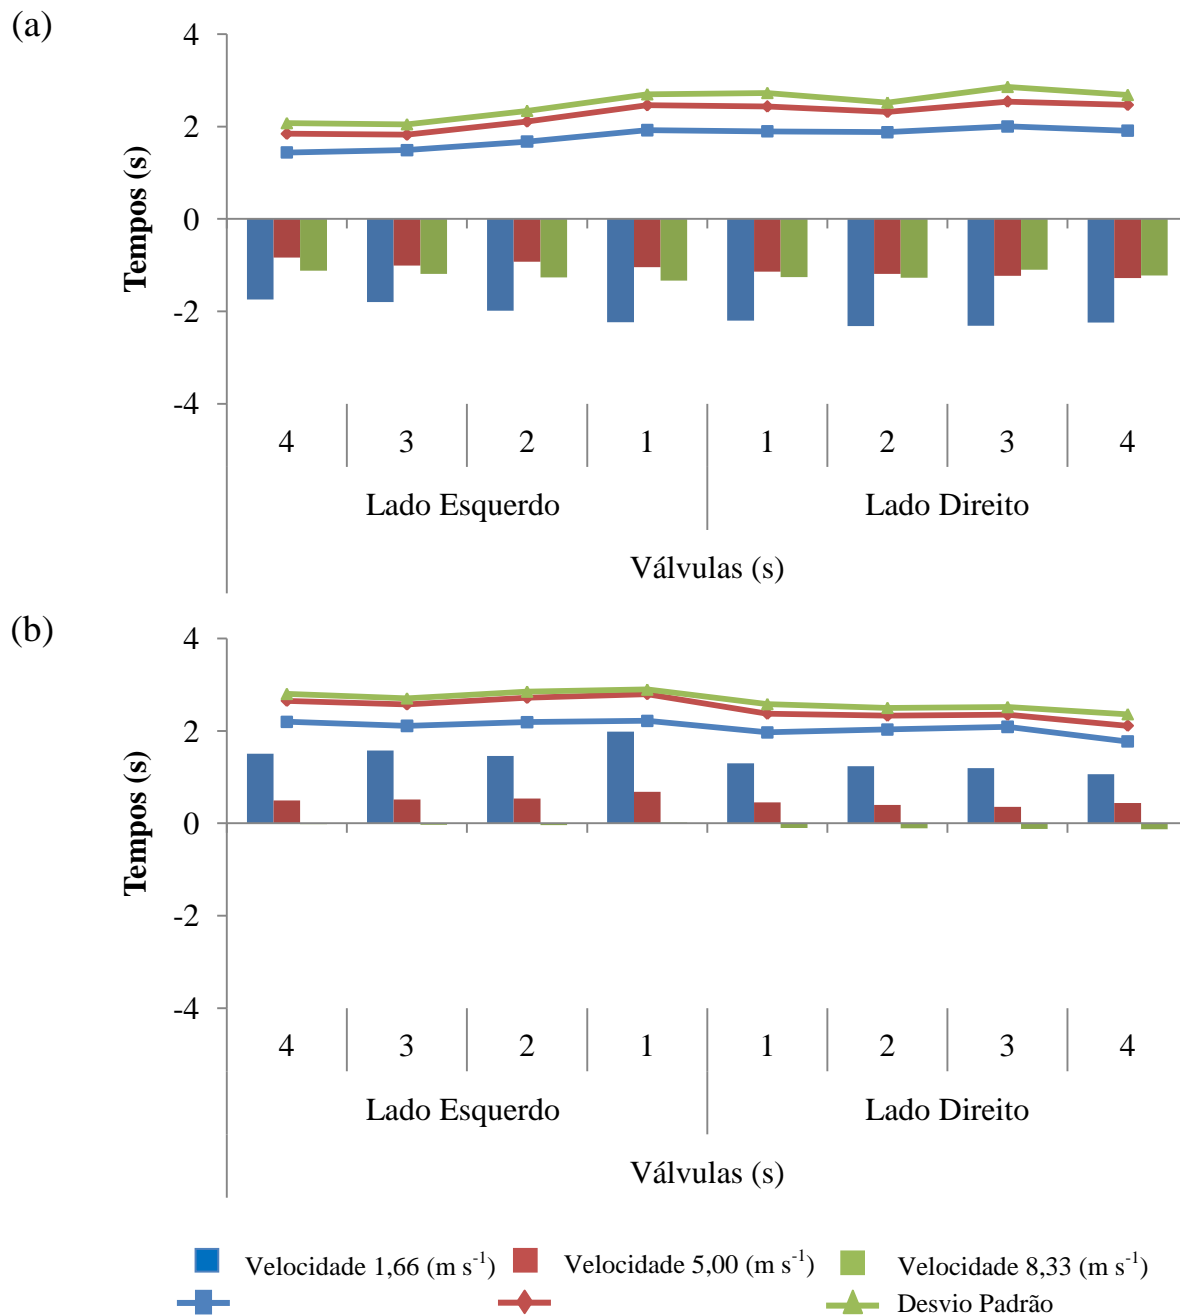 (a)
4
2
0
-2
-4
Tempos (s)
4 3 2 1 1 2 3 4
Lado Esquerdo Lado Direito
Válvulas (s)
(b)
4
2
0
-2
-4
Tempos (s)
4 3 2 1 1 2 3 4
Lado Esquerdo Lado Direito
Válvulas (s)
Velocidade 1,66 (m s⁻¹) Velocidade 5,00 (m s⁻¹) Velocidade 8,33 (m s⁻¹)
Desvio Padrão